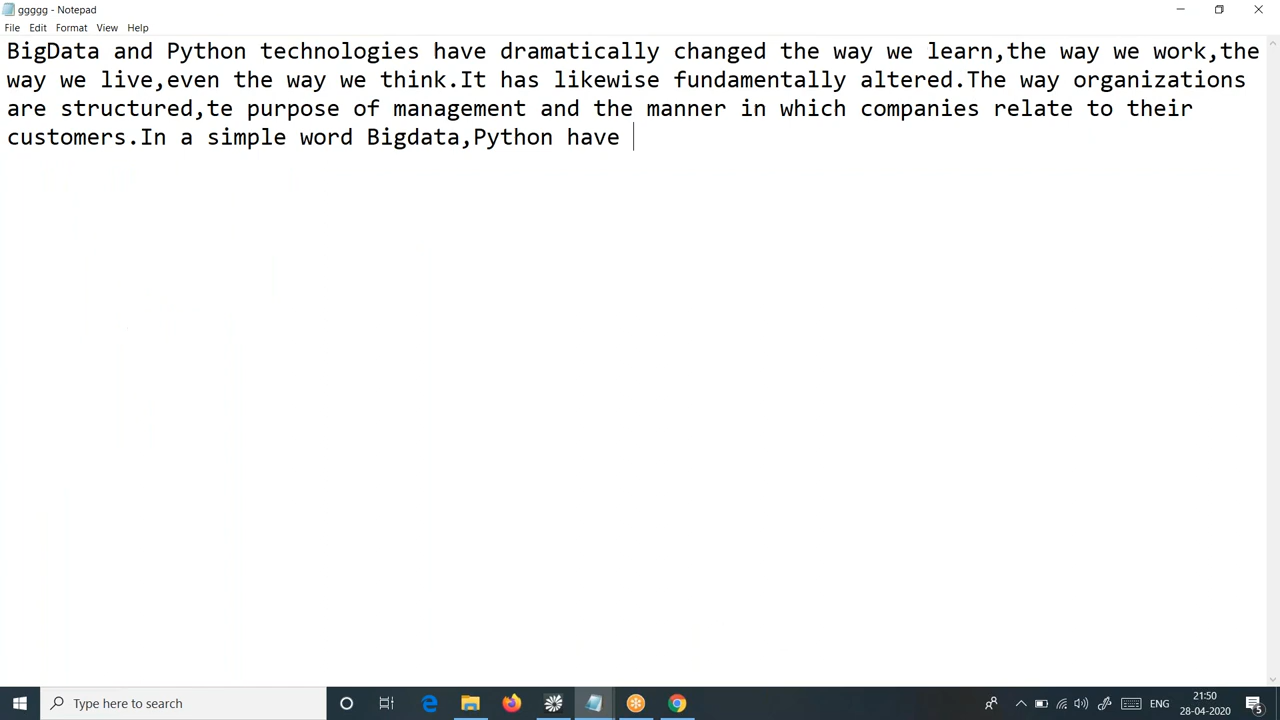 ggggg - Notepad
File Edit Format View Help
BigData and Python technologies have dramatically changed the way we learn,the way we work,the
way we live,even the way we think.It has likewise fundamentally altered.The way organizations
are structured,te purpose of management and the manner in which companies relate to their
customers.In a simple word Bigdata,Python have
Type here to search
ENG
21:50
28-04-2020
5